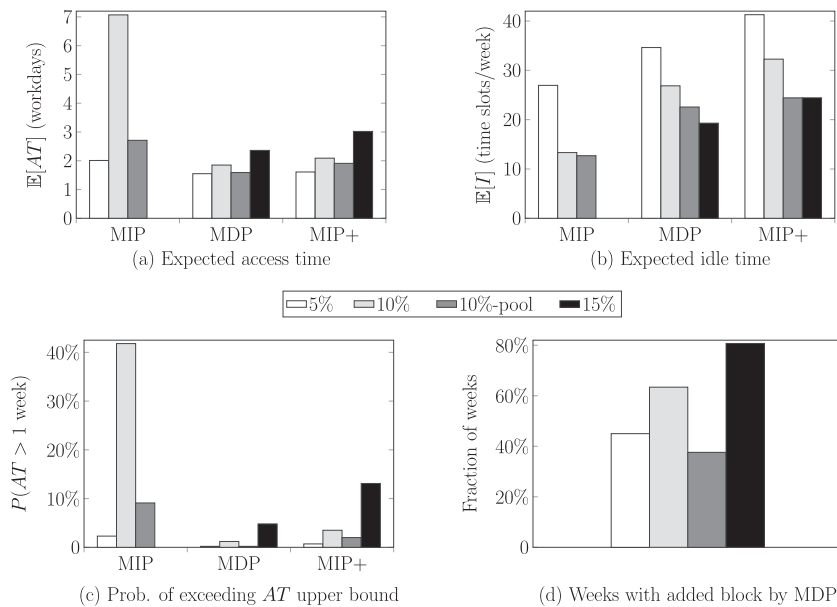 7
6
5
4
3
2
1
0
𝔼[AT] (workdays)
MIP MDP MIP+
(a) Expected access time
40
30
20
10
0
𝔼[I] (time slots/week)
MIP MDP MIP+
(b) Expected idle time
5% 10% 10%-pool 15%
40%
30%
20%
10%
0
P(AT > 1 week)
MIP MDP MIP+
(c) Prob. of exceeding AT upper bound
80%
60%
40%
20%
0
Fraction of weeks
(d) Weeks with added block by MDP